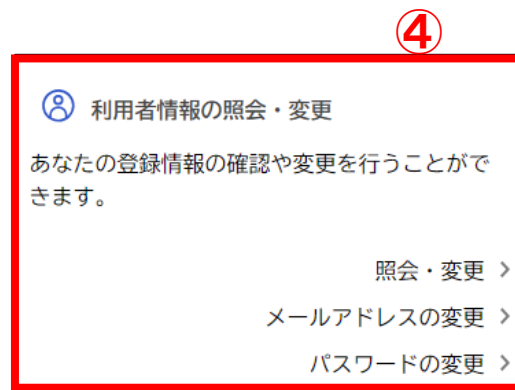 ④
利用者情報の照会・変更
あなたの登録情報の確認や変更を行うことがで
きます。
照会・変更 >
メールアドレスの変更 >
パスワードの変更 >